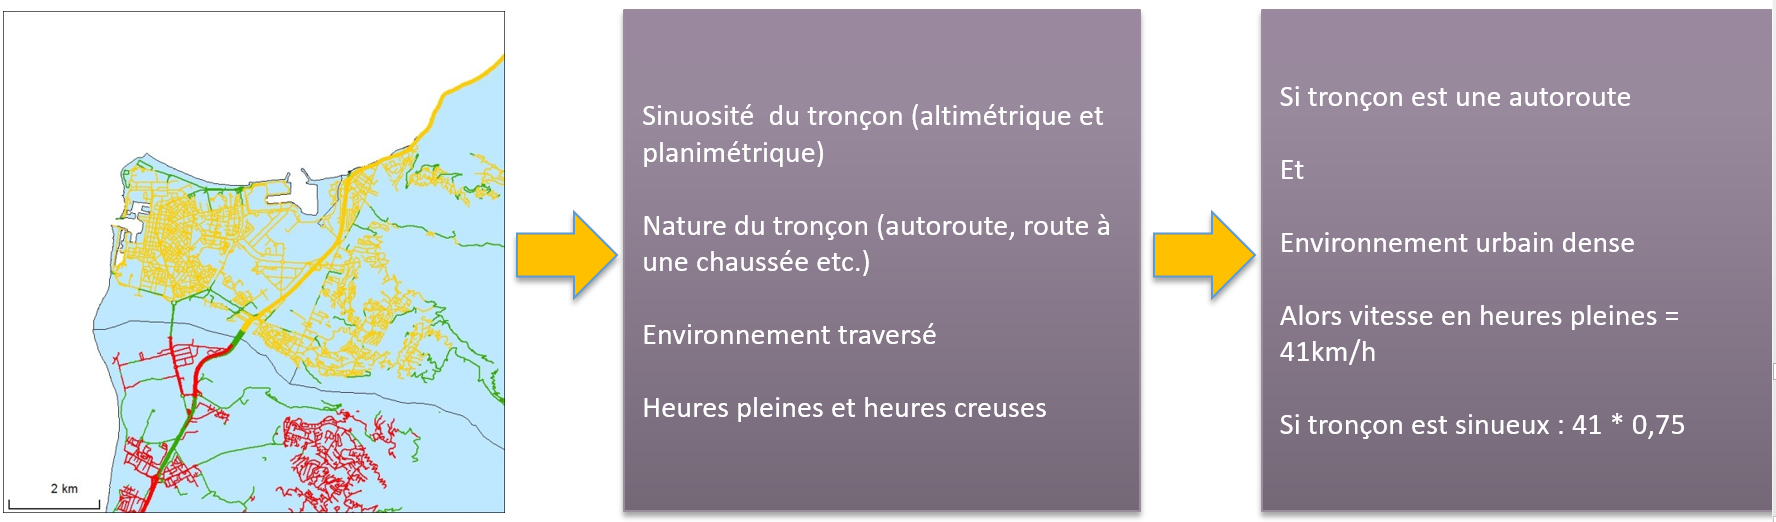 2 km
Sinuosité  du tronçon (altimétrique et
planimétrique)
Nature du tronçon (autoroute, route à
une chaussée etc.)
Environnement traversé
Heures pleines et heures creuses
Si tronçon est une autoroute
Et
Environnement urbain dense
Alors vitesse en heures pleines =
41km/h
Si tronçon est sinueux : 41 * 0,75